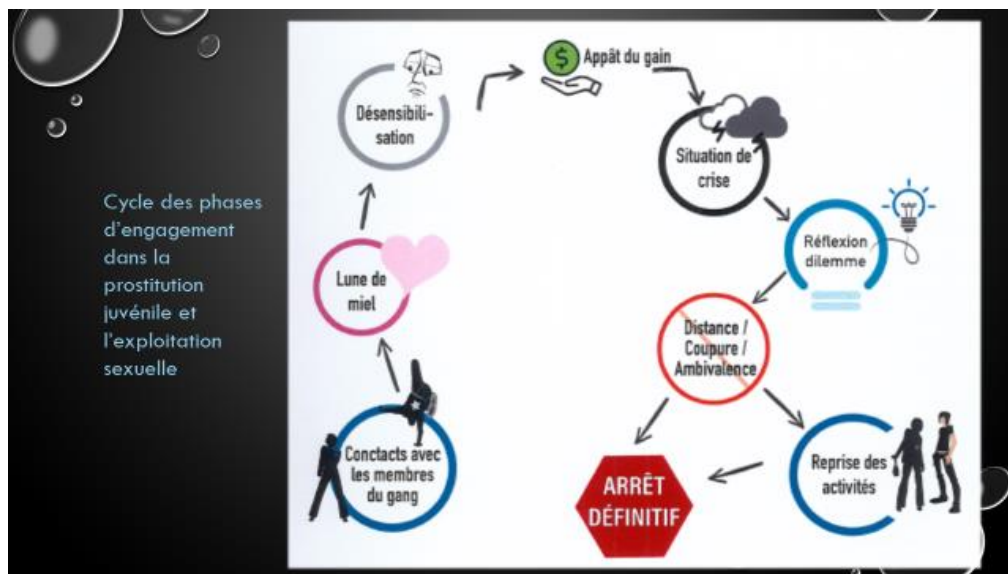 Cycle des phases
d'engagement
dans la
prostitution
juvénile et
l'exploitation
sexuelle
Conctacts avec
les membres
du gang
Lune de
miel
Désensibili-
sation
$
Appât du gain
Situation de
crise
Réflexion
dilemme
Distance /
Coupure /
Ambivalence
ARRÊT
DÉFINITIF
Reprise des
activités